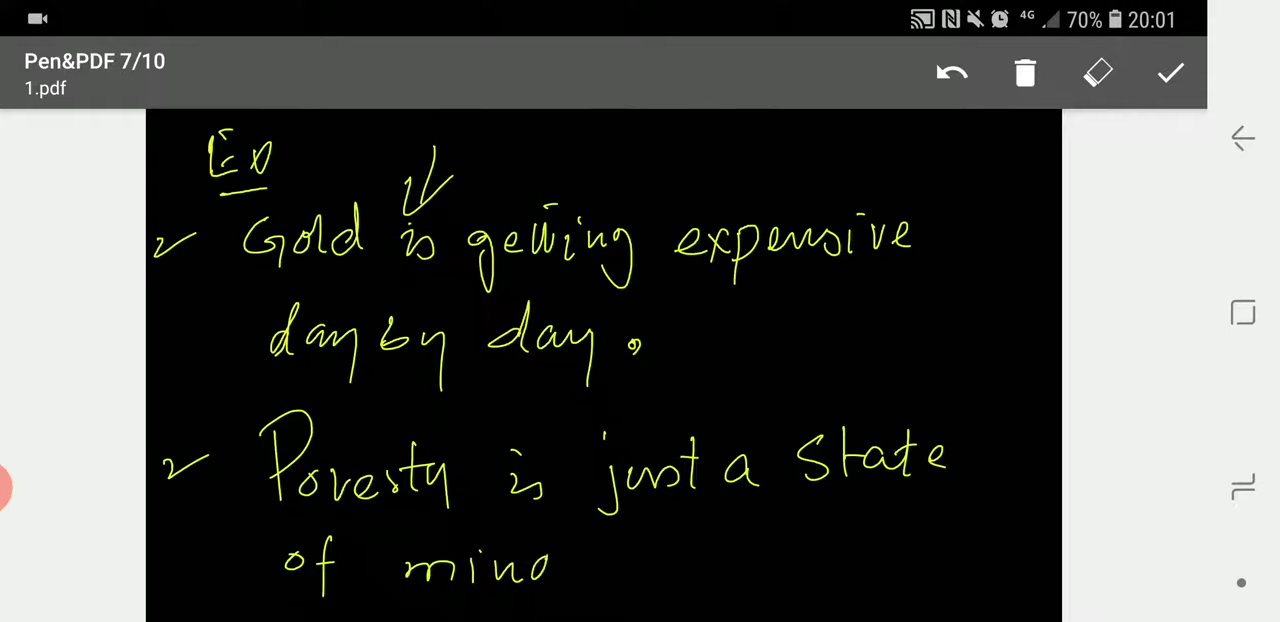 4G 70% 20:01
Pen&PDF 7/10
1.pdf
Ex
Gold is getting expensive
day by day.
Poverty is just a state
of mind